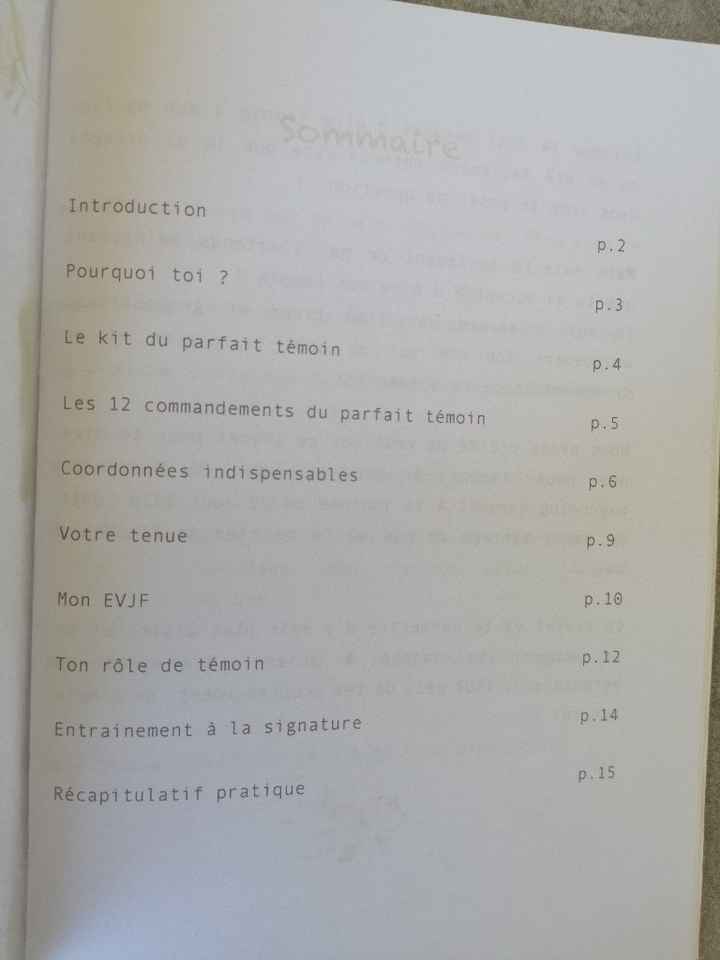 Sommaire
Introduction p.2
Pourquoi toi ? p.3
Le kit du parfait témoin p.4
Les 12 commandements du parfait témoin p.5
Coordonnées indispensables p.6
Votre tenue p.9
Mon EVJF p.10
Ton rôle de témoin p.12
Entrainement à la signature p.14
Récapitulatif pratique p.15